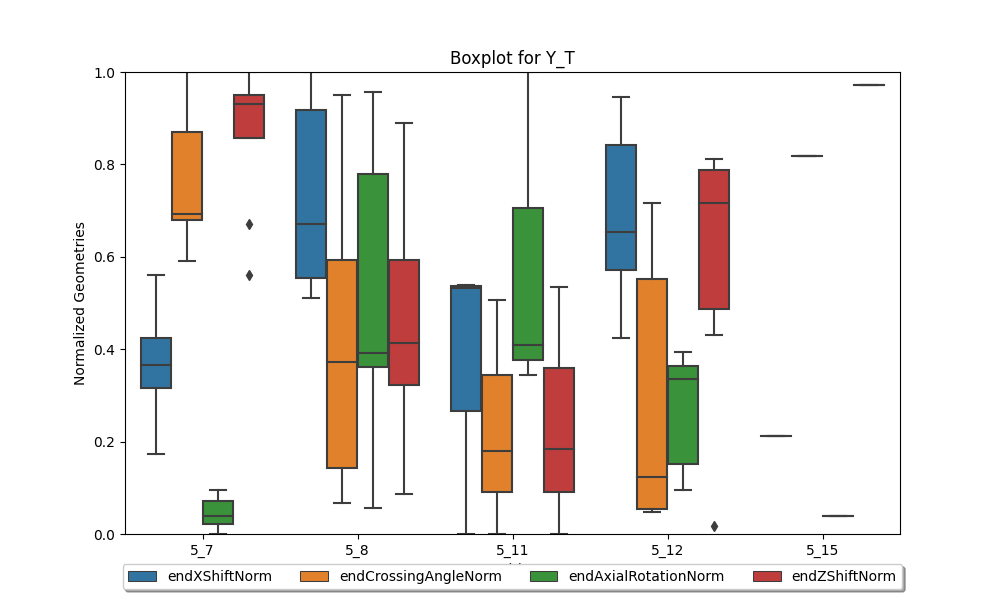 Boxplot for Y_T
Normalized Geometries
1.0
0.8
0.6
0.4
0.2
0.0
5_7 5_8 5_11 5_12 5_15
endXShiftNorm endCrossingAngleNorm endAxialRotationNorm endZShiftNorm